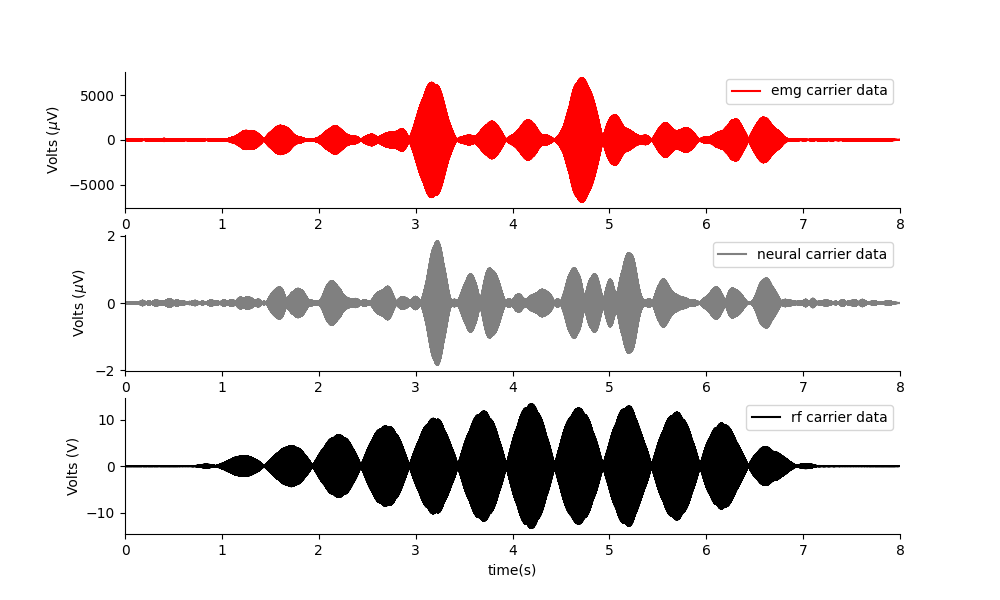 emg carrier data
Volts (μV)
5000
0
−5000
0 1 2 3 4 5 6 7 8
neural carrier data
Volts (μV)
2
0
−2
0 1 2 3 4 5 6 7 8
rf carrier data
Volts (V)
10
0
−10
0 1 2 3 4 5 6 7 8
time(s)